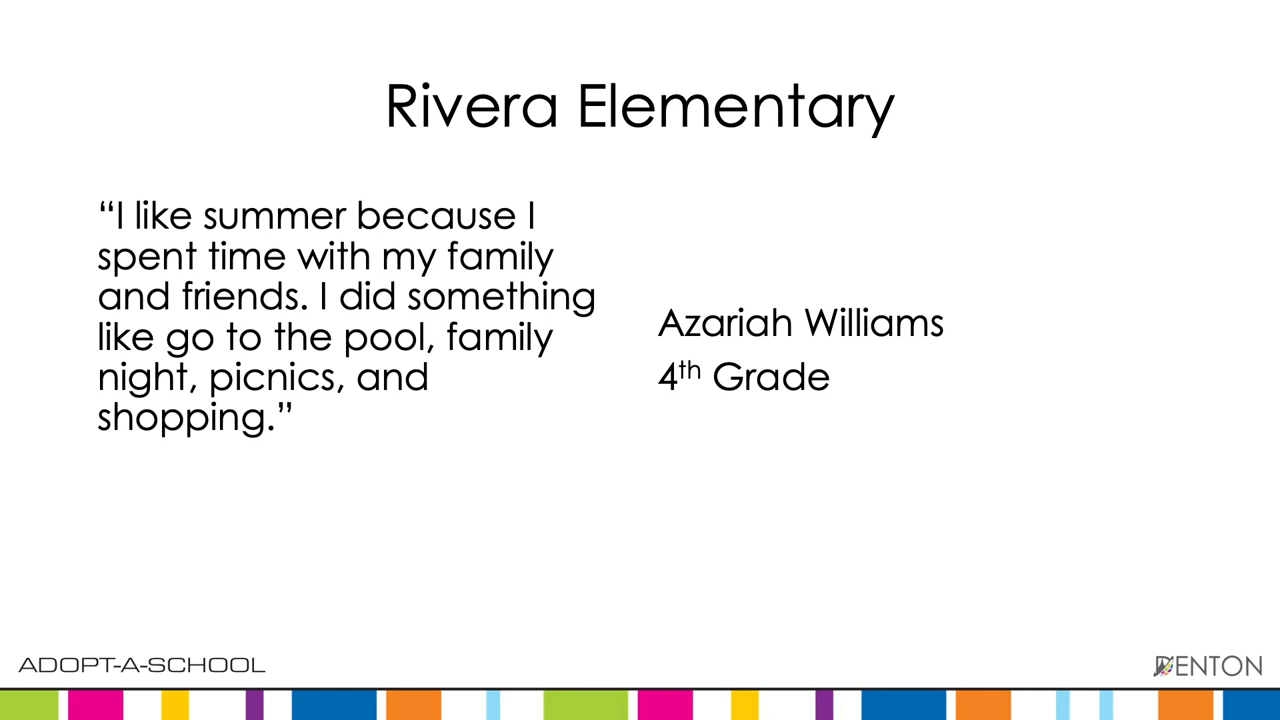 Rivera Elementary
“I like summer because I
spent time with my family
and friends. I did something
like go to the pool, family
night, picnics, and
shopping.”
Azariah Williams
4th Grade
ADOPT-A-SCHOOL
DENTON